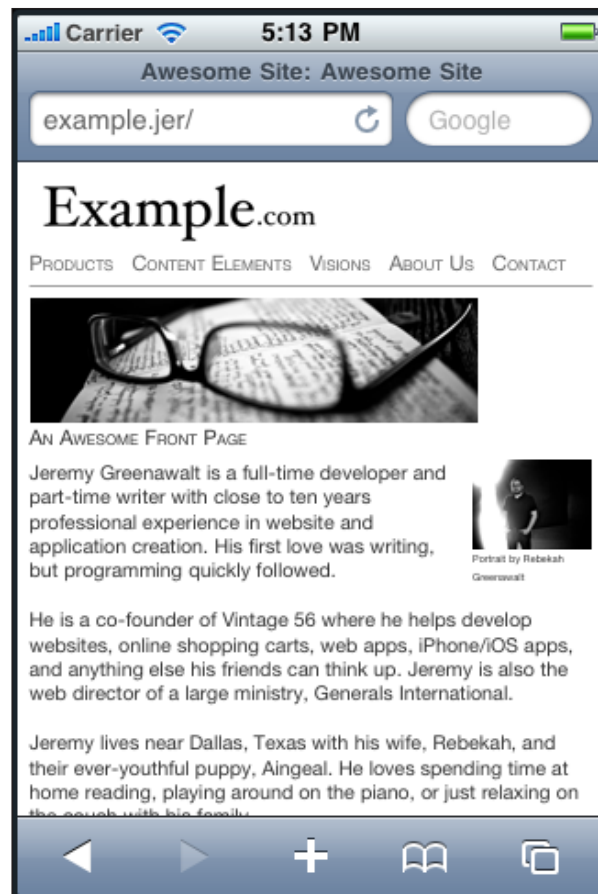 Carrier 5:13 PM
Awesome Site: Awesome Site
example.jer/ Google
Example.com
Products Content Elements Visions About Us Contact
An Awesome Front Page
Jeremy Greenawalt is a full-time developer and
part-time writer with close to ten years
professional experience in website and
application creation. His first love was writing,
but programming quickly followed.
Portrait by Rebekah
Greenawalt
He is a co-founder of Vintage 56 where he helps develop
websites, online shopping carts, web apps, iPhone/iOS apps,
and anything else his friends can think up. Jeremy is also the
web director of a large ministry, Generals International.
Jeremy lives near Dallas, Texas with his wife, Rebekah, and
their ever-youthful puppy, Aingeal. He loves spending time at
home reading, playing around on the piano, or just relaxing on
the couch with his family